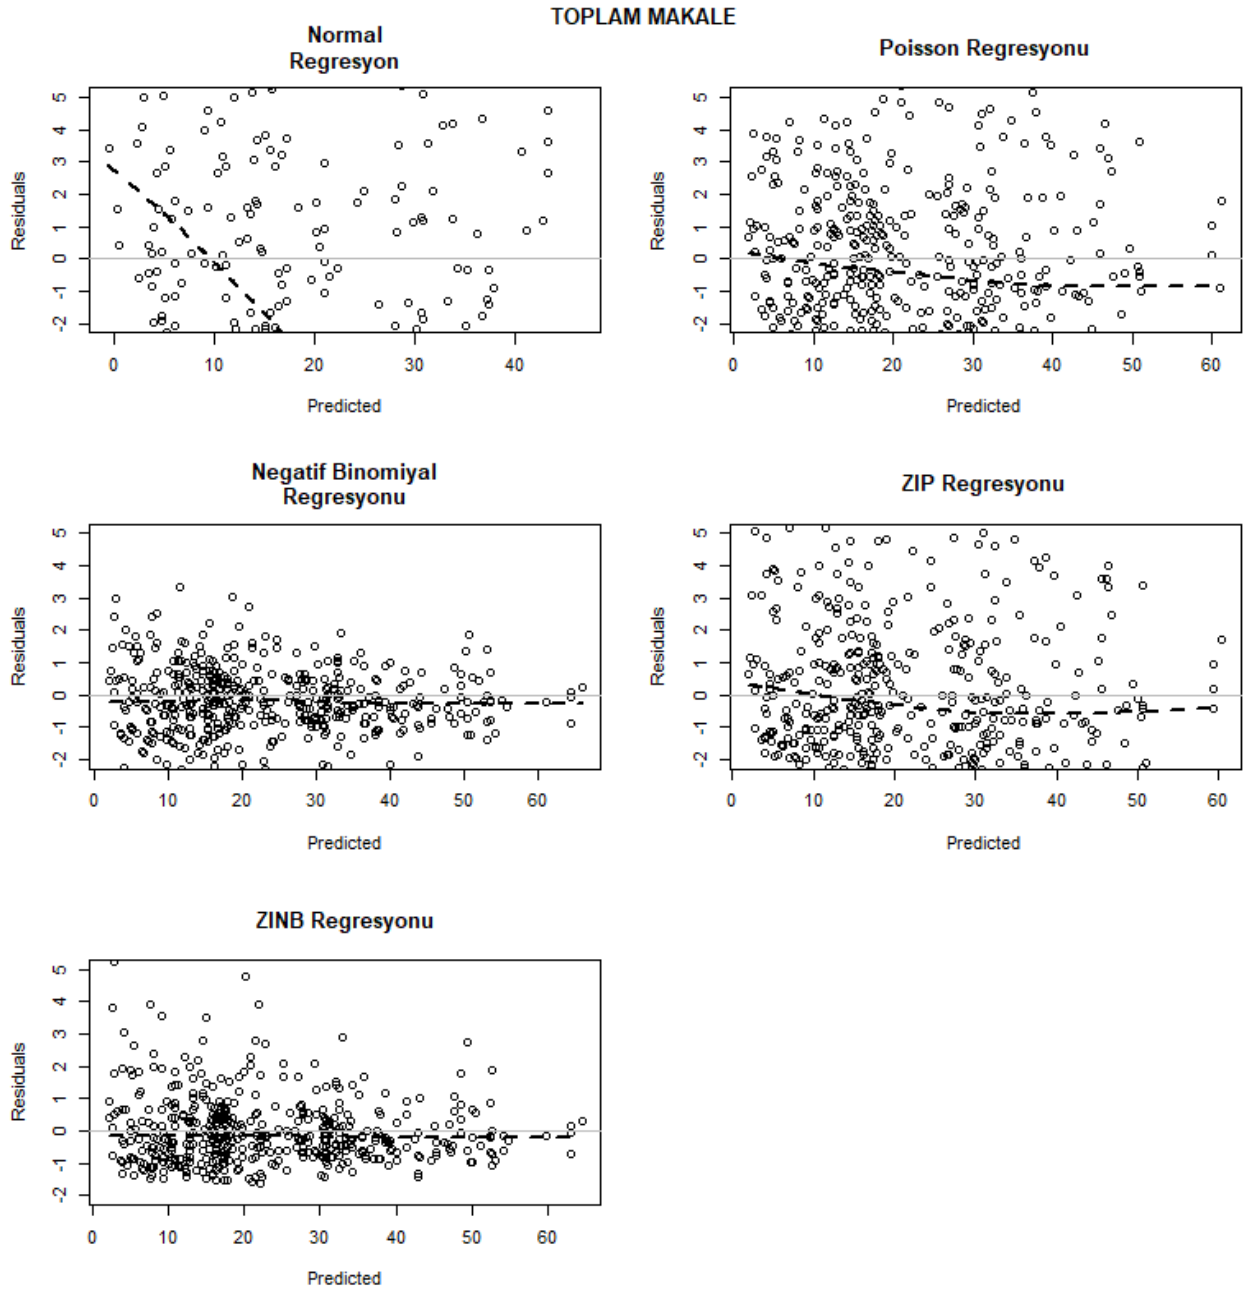 TOPLAM MAKALE
Normal
Regresyon
Residuals
5
4
3
2
1
0
-1
-2
0 10 20 30 40
Predicted
Poisson Regresyonu
Residuals
5
4
3
2
1
0
-1
-2
0 10 20 30 40 50 60
Predicted
Negatif Binomiyal
Regresyonu
Residuals
5
4
3
2
1
0
-1
-2
0 10 20 30 40 50 60
Predicted
ZIP Regresyonu
Residuals
5
4
3
2
1
0
-1
-2
0 10 20 30 40 50 60
Predicted
ZINB Regresyonu
Residuals
5
4
3
2
1
0
-1
-2
0 10 20 30 40 50 60
Predicted